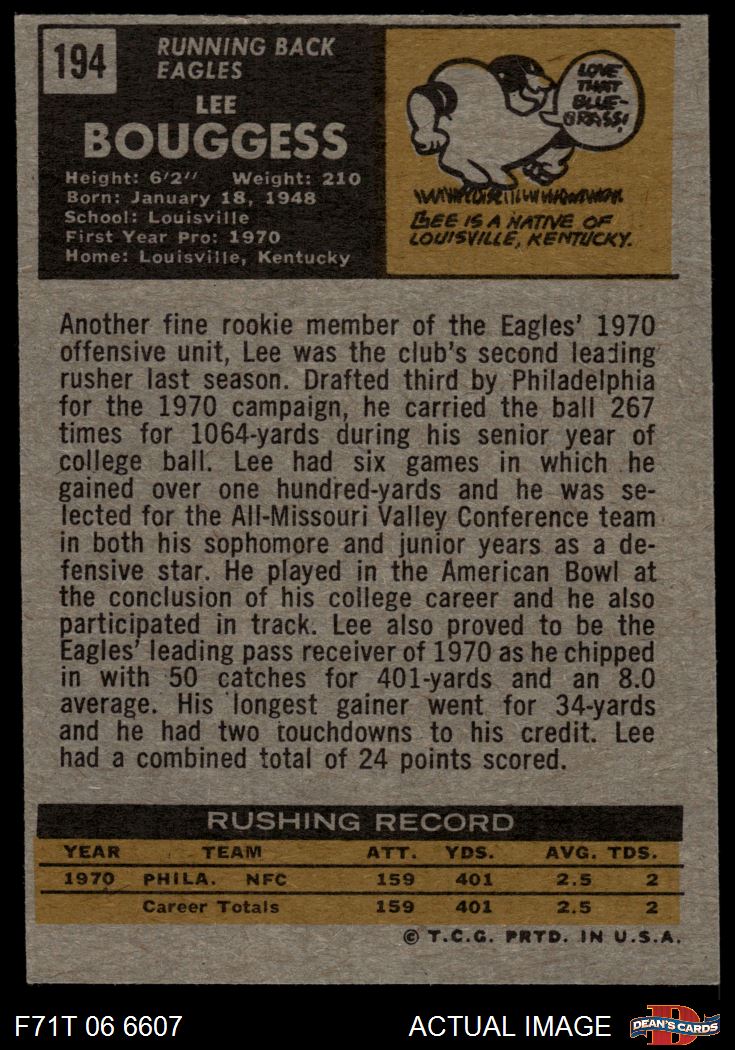 194
RUNNING BACK
EAGLES
LEE
BOUGGESS
Height: 6'2" Weight: 210
Born: January 18, 1948
School: Louisville
First Year Pro: 1970
Home: Louisville, Kentucky
LOVE
THAT
BLUE-
GRASS!
LEE IS A NATIVE OF
LOUISVILLE, KENTUCKY.
Another fine rookie member of the Eagles' 1970
offensive unit, Lee was the club's second leading
rusher last season. Drafted third by Philadelphia
for the 1970 campaign, he carried the ball 267
times for 1064-yards during his senior year of
college ball. Lee had six games in which he
gained over one hundred-yards and he was se-
lected for the All-Missouri Valley Conference team
in both his sophomore and junior years as a de-
fensive star. He played in the American Bowl at
the conclusion of his college career and he also
participated in track. Lee also proved to be the
Eagles' leading pass receiver of 1970 as he chipped
in with 50 catches for 401-yards and an 8.0
average. His longest gainer went for 34-yards
and he had two touchdowns to his credit. Lee
had a combined total of 24 points scored.
RUSHING RECORD
YEAR TEAM ATT. YDS. AVG. TDS.
1970 PHILA. NFC 159 401 2.5 2
Career Totals 159 401 2.5 2
© T.C.G. PRTD. IN U.S.A.
F71T 06 6607 ACTUAL IMAGE
D
DEAN'S CARDS